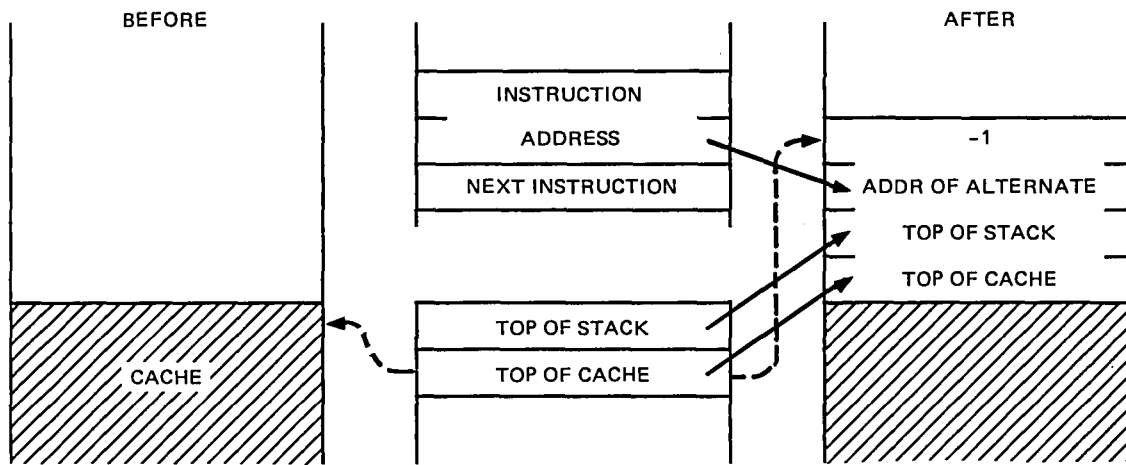 BEFORE
AFTER
INSTRUCTION
ADDRESS
NEXT INSTRUCTION
-1
ADDR OF ALTERNATE
TOP OF STACK
TOP OF CACHE
TOP OF STACK
TOP OF CACHE
CACHE